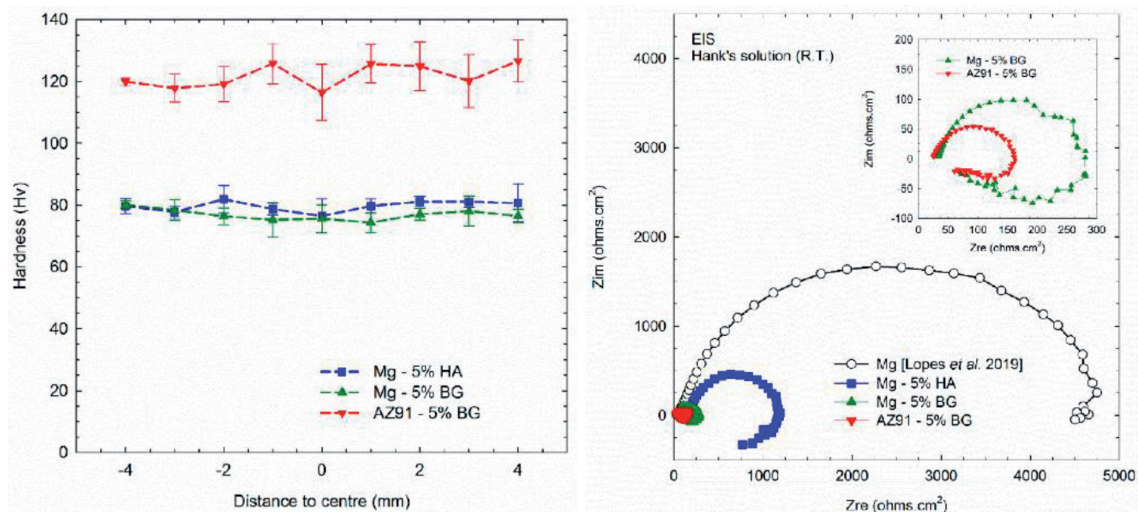 140
120
100
80
60
40
20
0
Hardness (Hv)
-4 -2 0 2 4
Distance to centre (mm)
Mg - 5% HA
Mg - 5% BG
AZ91 - 5% BG
EIS
Hank's solution (R.T.)
4000
3000
2000
1000
0
Zim (ohms.cm²)
0 1000 2000 3000 4000 5000
Zre (ohms.cm²)
Mg [Lopes et al. 2019]
Mg - 5% HA
Mg - 5% BG
AZ91 - 5% BG
200
150
100
50
0
-50
-100
Zim (ohms.cm²)
0 50 100 150 200 250 300
Zre (ohms.cm²)
Mg - 5% BG
AZ91 - 5% BG